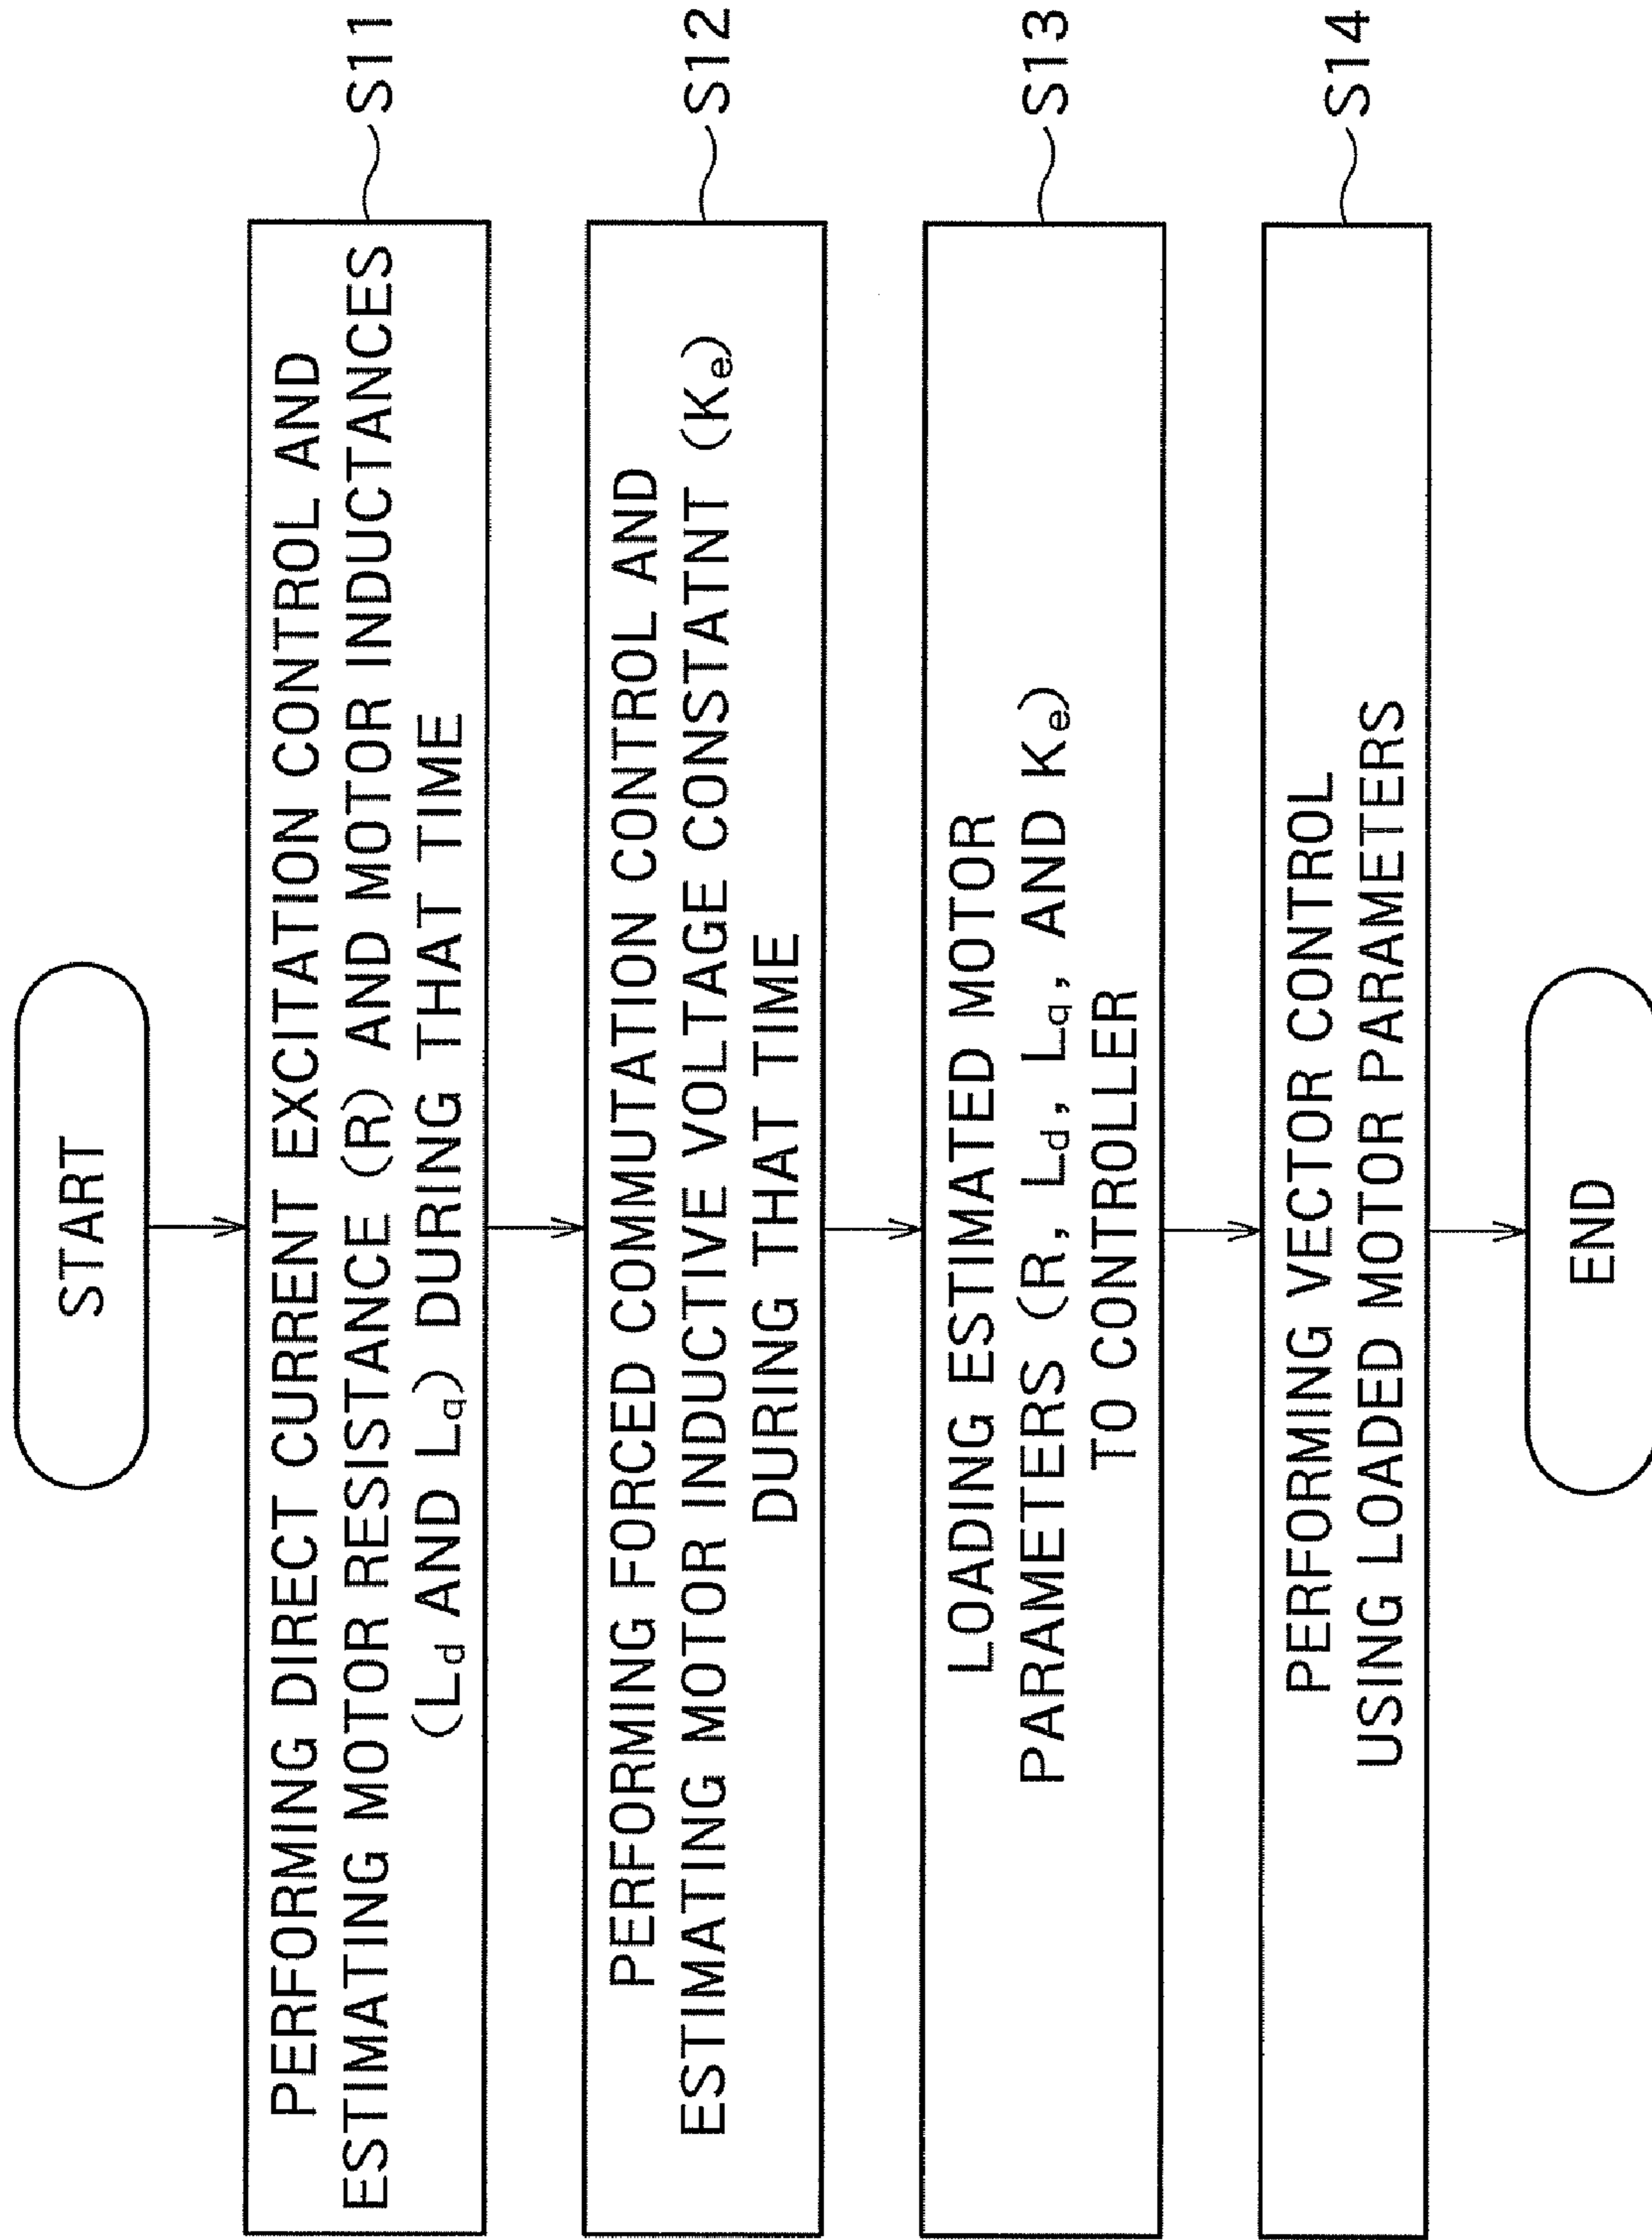 START
PERFORMING DIRECT CURRENT EXCITATION CONTROL AND
ESTIMATING MOTOR RESISTANCE (R) AND MOTOR INDUCTANCES
(Ld AND Lq) DURING THAT TIME
S11
PERFORMING FORCED COMMUTATION CONTROL AND
ESTIMATING MOTOR INDUCTIVE VOLTAGE CONSTATNT (Ke)
DURING THAT TIME
S12
LOADING ESTIMATED MOTOR
PARAMETERS (R, Ld, Lq, AND Ke)
TO CONTROLLER
S13
PERFORMING VECTOR CONTROL
USING LOADED MOTOR PARAMETERS
S14
END